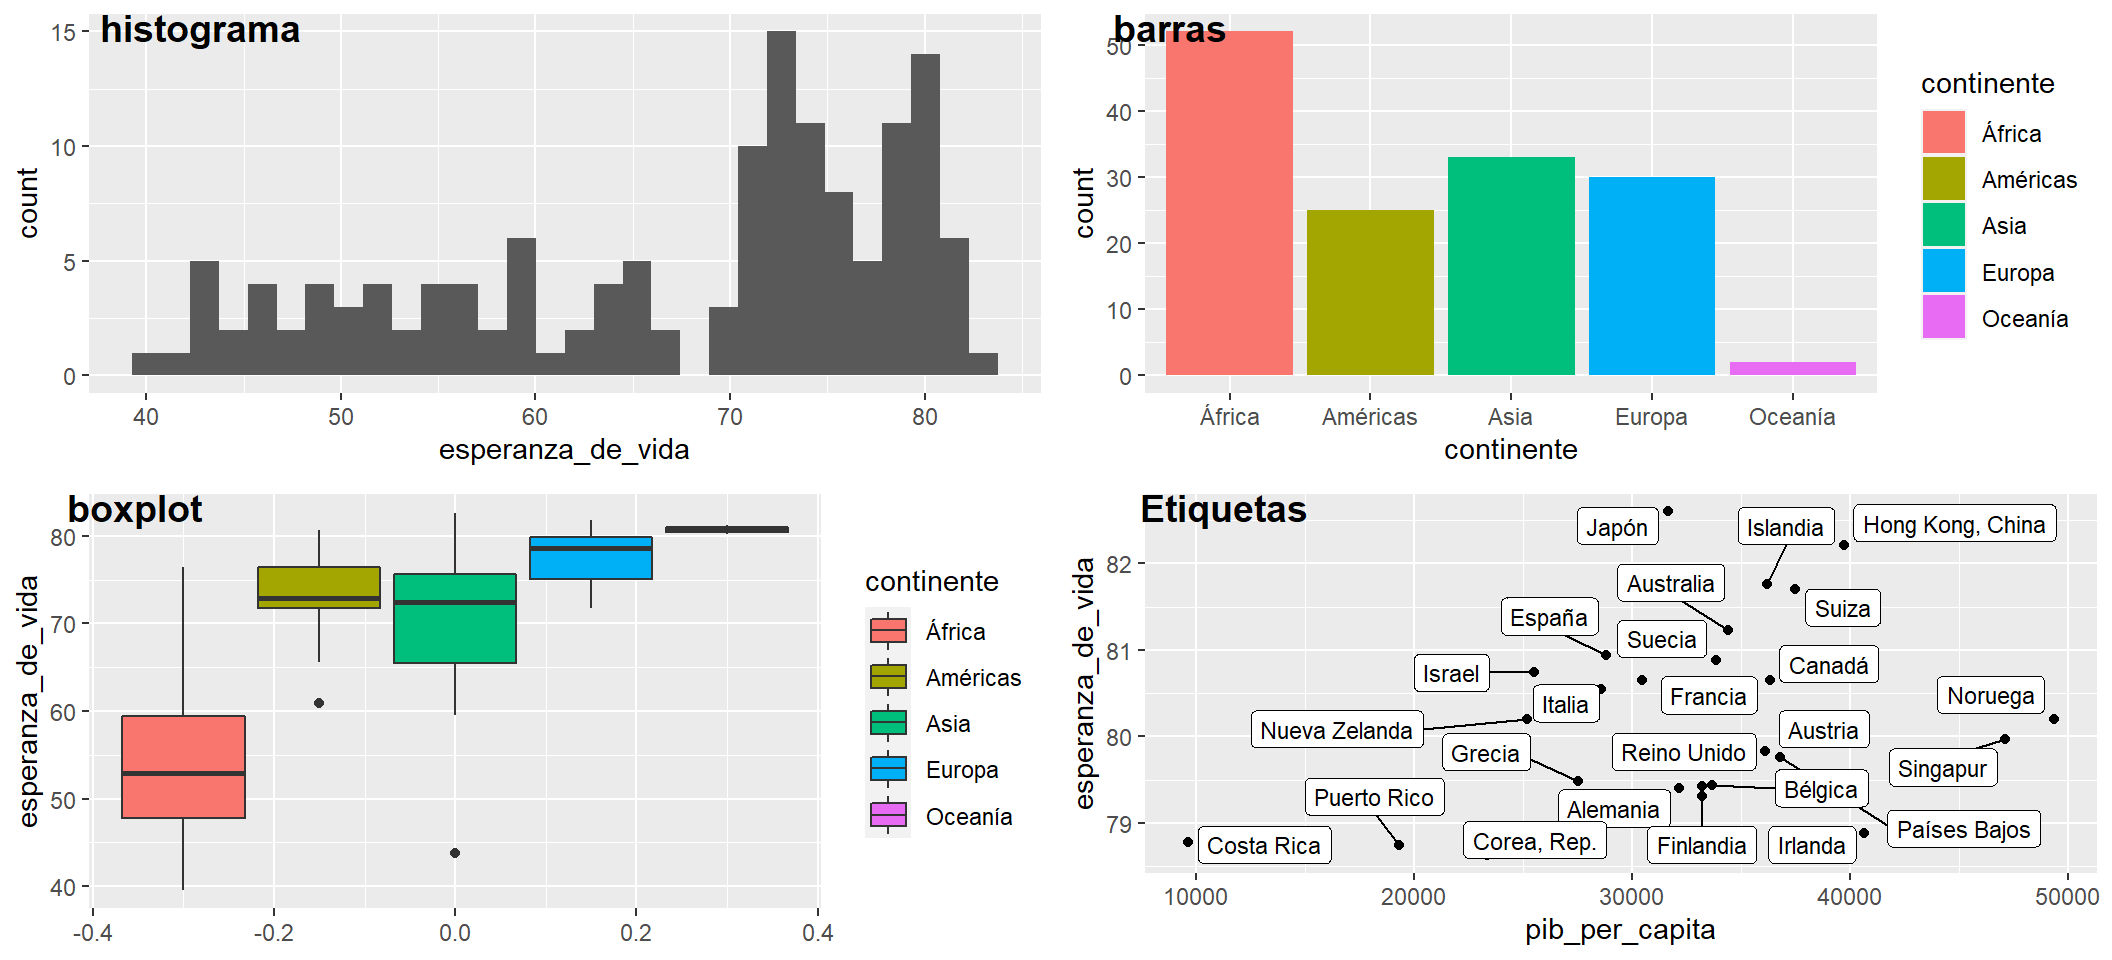 histograma
15
10
5
0
count
40 50 60 70 80
esperanza_de_vida
barras
50
40
30
20
10
0
count
África Américas Asia Europa Oceanía
continente
continente
África
Américas
Asia
Europa
Oceanía
boxplot
80
70
60
50
40
esperanza_de_vida
-0.4 -0.2 0.0 0.2 0.4
continente
África
Américas
Asia
Europa
Oceanía
Etiquetas
82
81
80
79
esperanza_de_vida
Japón
Islandia
Hong Kong, China
Australia
Suiza
España
Suecia
Canadá
Israel
Italia
Francia
Noruega
Nueva Zelanda
Austria
Grecia
Reino Unido
Singapur
Puerto Rico
Bélgica
Alemania
Países Bajos
Costa Rica
Corea, Rep.
Finlandia
Irlanda
10000 20000 30000 40000 50000
pib_per_capita